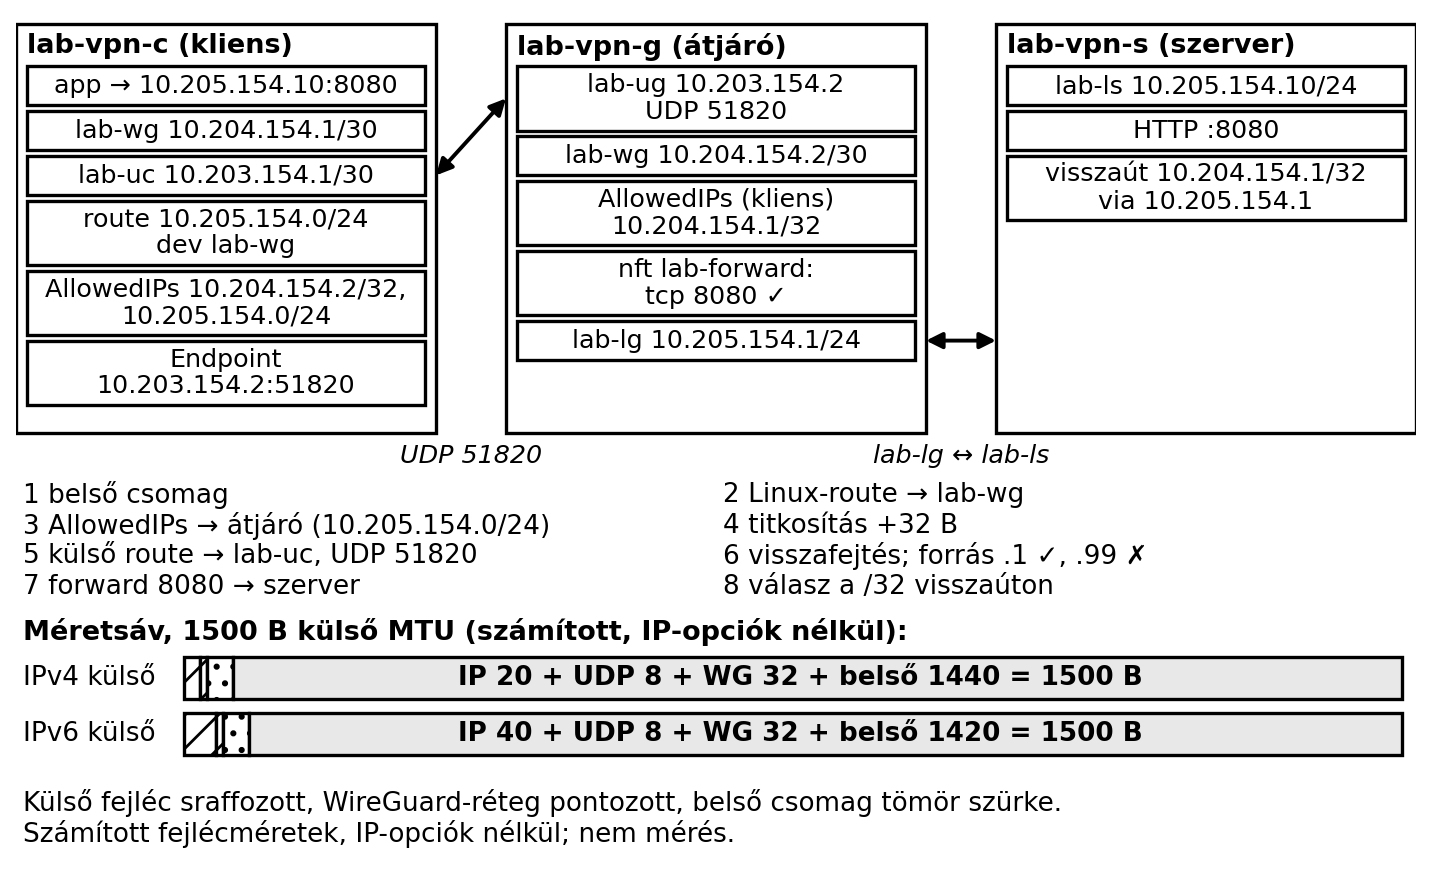 lab-vpn-c (kliens)
app → 10.205.154.10:8080
lab-wg 10.204.154.1/30
lab-uc 10.203.154.1/30
route 10.205.154.0/24
dev lab-wg
AllowedIPs 10.204.154.2/32,
10.205.154.0/24
Endpoint
10.203.154.2:51820
lab-vpn-g (átjáró)
lab-ug 10.203.154.2
UDP 51820
lab-wg 10.204.154.2/30
AllowedIPs (kliens)
10.204.154.1/32
nft lab-forward:
tcp 8080 ✓
lab-lg 10.205.154.1/24
lab-vpn-s (szerver)
lab-ls 10.205.154.10/24
HTTP :8080
visszaút 10.204.154.1/32
via 10.205.154.1
UDP 51820
lab-lg ↔ lab-ls
1 belső csomag
2 Linux-route → lab-wg
3 AllowedIPs → átjáró (10.205.154.0/24)
4 titkosítás +32 B
5 külső route → lab-uc, UDP 51820
6 visszafejtés; forrás .1 ✓, .99 ✗
7 forward 8080 → szerver
8 válasz a /32 visszaúton
Méretsáv, 1500 B külső MTU (számított, IP-opciók nélkül):
IPv4 külső
IP 20 + UDP 8 + WG 32 + belső 1440 = 1500 B
IPv6 külső
IP 40 + UDP 8 + WG 32 + belső 1420 = 1500 B
Külső fejléc sraffozott, WireGuard-réteg pontozott, belső csomag tömör szürke.
Számított fejlécméretek, IP-opciók nélkül; nem mérés.